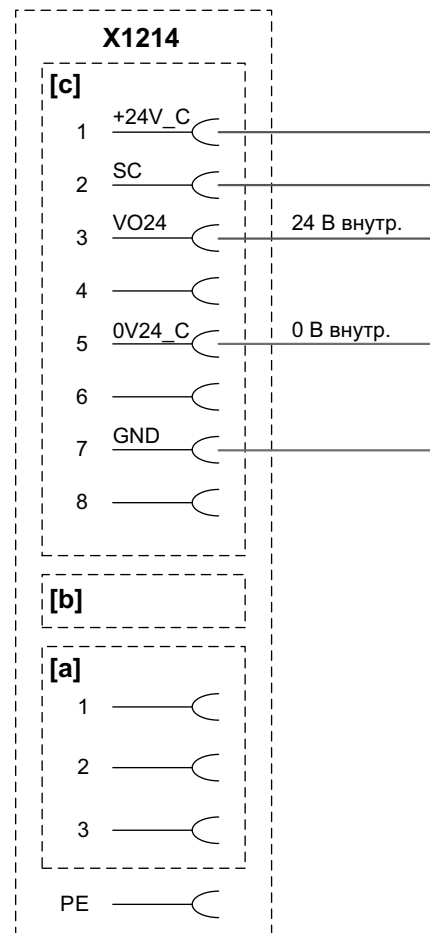 X1214
[c]
1 +24V_C
2 SC
3 VO24 24 В внутр.
4
5 0V24_C 0 В внутр.
6
7 GND
8
[b]
[a]
1
2
3
PE